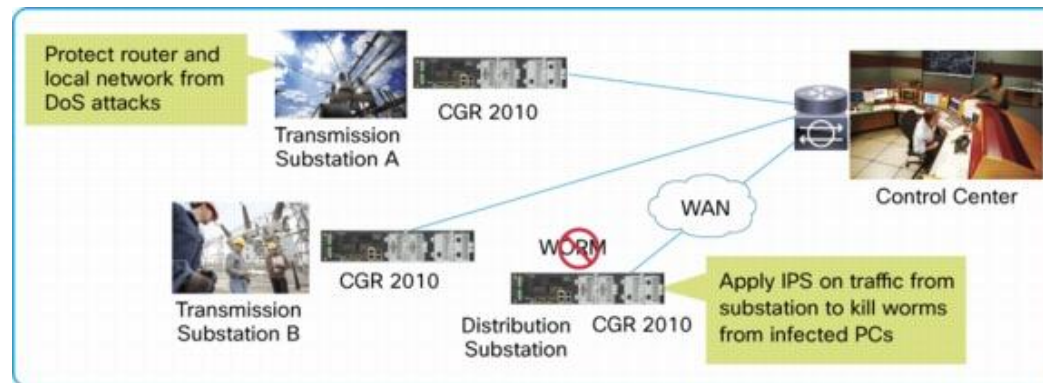 Protect router and
local network from
DoS attacks
CGR 2010
Transmission
Substation A
Control Center
WAN
WORM
CGR 2010
Transmission
Substation B
Distribution
Substation
CGR 2010
Apply IPS on traffic from
substation to kill worms
from infected PCs